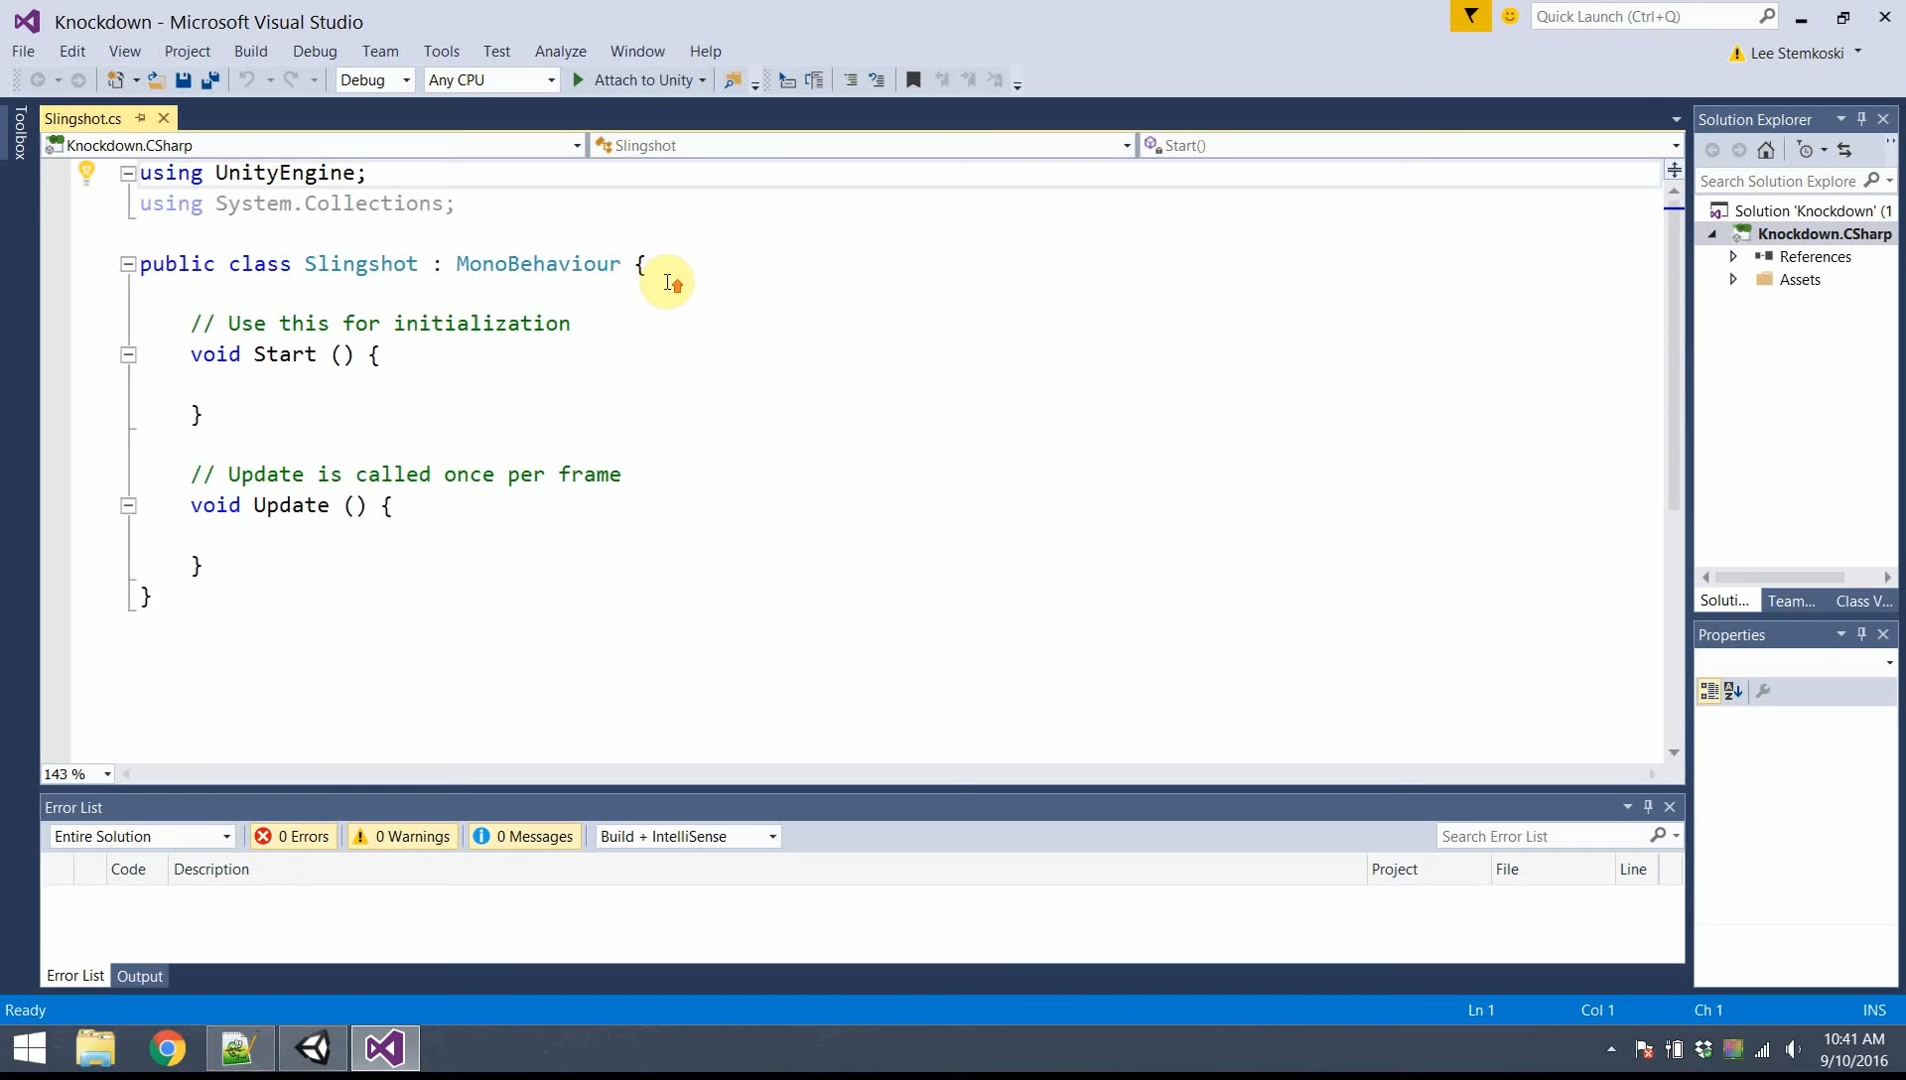 Knockdown - Microsoft Visual Studio
Quick Launch (Ctrl+Q)
File Edit View Project Build Debug Team Tools Test Analyze Window Help
Lee Stemkoski
Debug Any CPU Attach to Unity
Toolbox
Slingshot.cs
Solution Explorer
Knockdown.CSharp Slingshot Start()
using UnityEngine;
using System.Collections;
public class Slingshot : MonoBehaviour {
// Use this for initialization
void Start () {
}
// Update is called once per frame
void Update () {
}
}
Search Solution Explore
Solution 'Knockdown' (1
Knockdown.CSharp
References
Assets
Soluti... Team... Class V...
Properties
143 %
Error List
Entire Solution 0 Errors 0 Warnings 0 Messages Build + IntelliSense Search Error List
Code Description Project File Line
Error List Output
Ready Ln 1 Col 1 Ch 1 INS
10:41 AM
9/10/2016